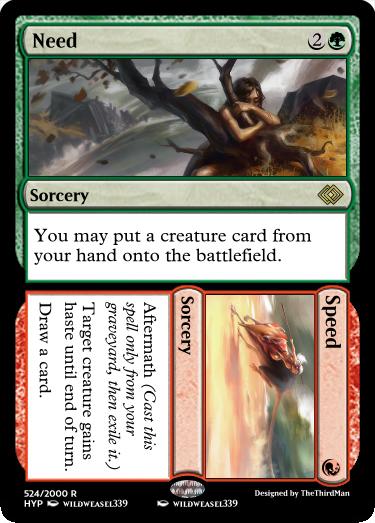 Need 2
Sorcery
You may put a creature card from
your hand onto the battlefield.
Speed
Sorcery
Aftermath (Cast this
spell only from your
graveyard, then exile it.)
Target creature gains
haste until end of turn.
Draw a card.
524/2000 R
HYP WILDWEASEL339 WILDWEASEL339 Designed by TheThirdMan